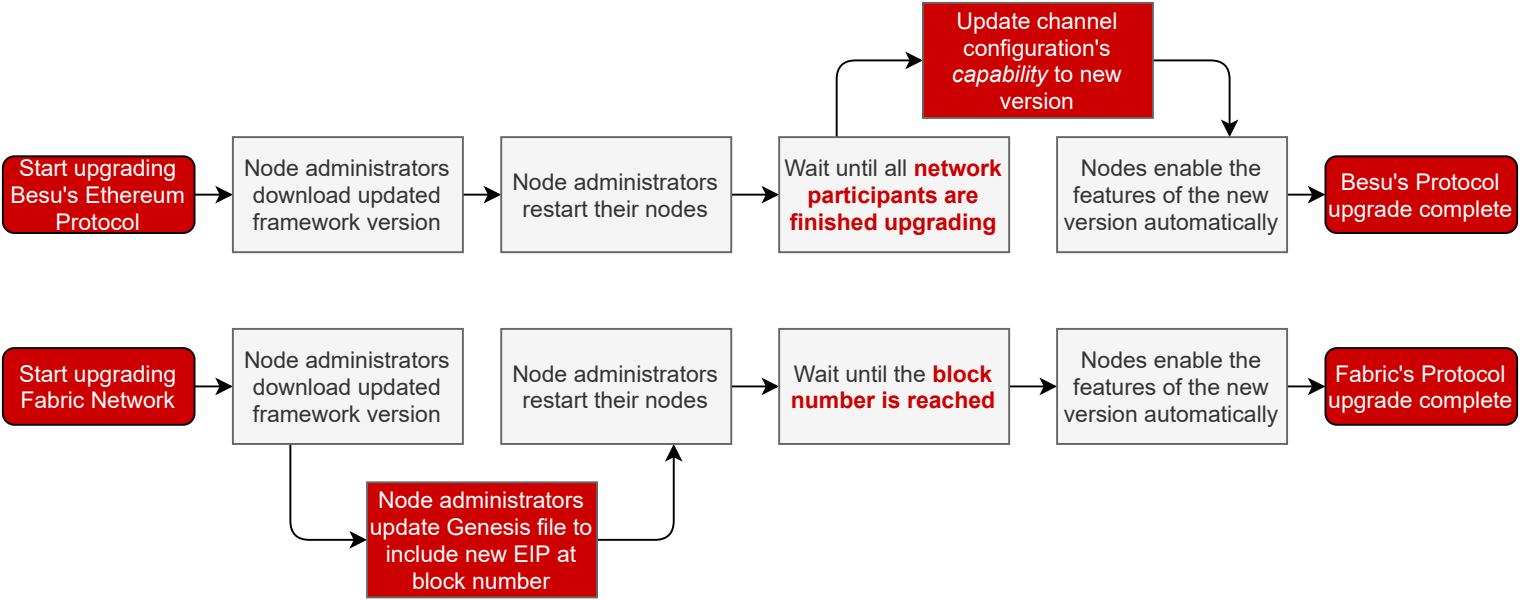 Update channel
configuration's
capability to new
version
Start upgrading
Besu's Ethereum
Protocol
Node administrators
download updated
framework version
Node administrators
restart their nodes
Wait until all network
participants are
finished upgrading
Nodes enable the
features of the new
version automatically
Besu's Protocol
upgrade complete
Start upgrading
Fabric Network
Node administrators
download updated
framework version
Node administrators
restart their nodes
Wait until the block
number is reached
Nodes enable the
features of the new
version automatically
Fabric's Protocol
upgrade complete
Node administrators
update Genesis file to
include new EIP at
block number